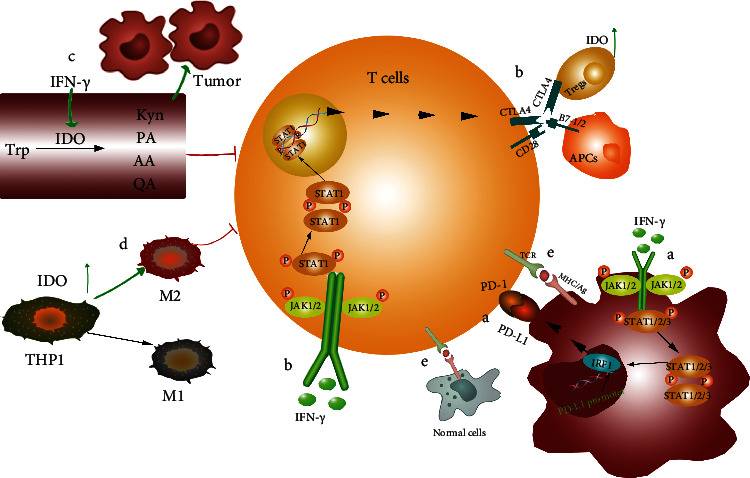 c
IFN-γ
Tumor
Trp
IDO
Kyn
PA
AA
QA
d
IDO
THP1
M2
M1
T cells
STAT1
STAT1
P
P
STAT1
P
P
STAT1
P
STAT1
P
P
JAK1/2
JAK1/2
P
b
IFN-γ
b
IDO
Tregs
CTLA4
CTLA4
B7-1/2
CD28
APCs
e
Normal cells
e
TCR
MHC/Ag
PD-1
PD-L1
a
IFN-γ
a
P
JAK1/2
JAK1/2
P
P
STAT1/2/3
P
STAT1/2/3
P
P
STAT1/2/3
IRF1
PD-L1 promoter